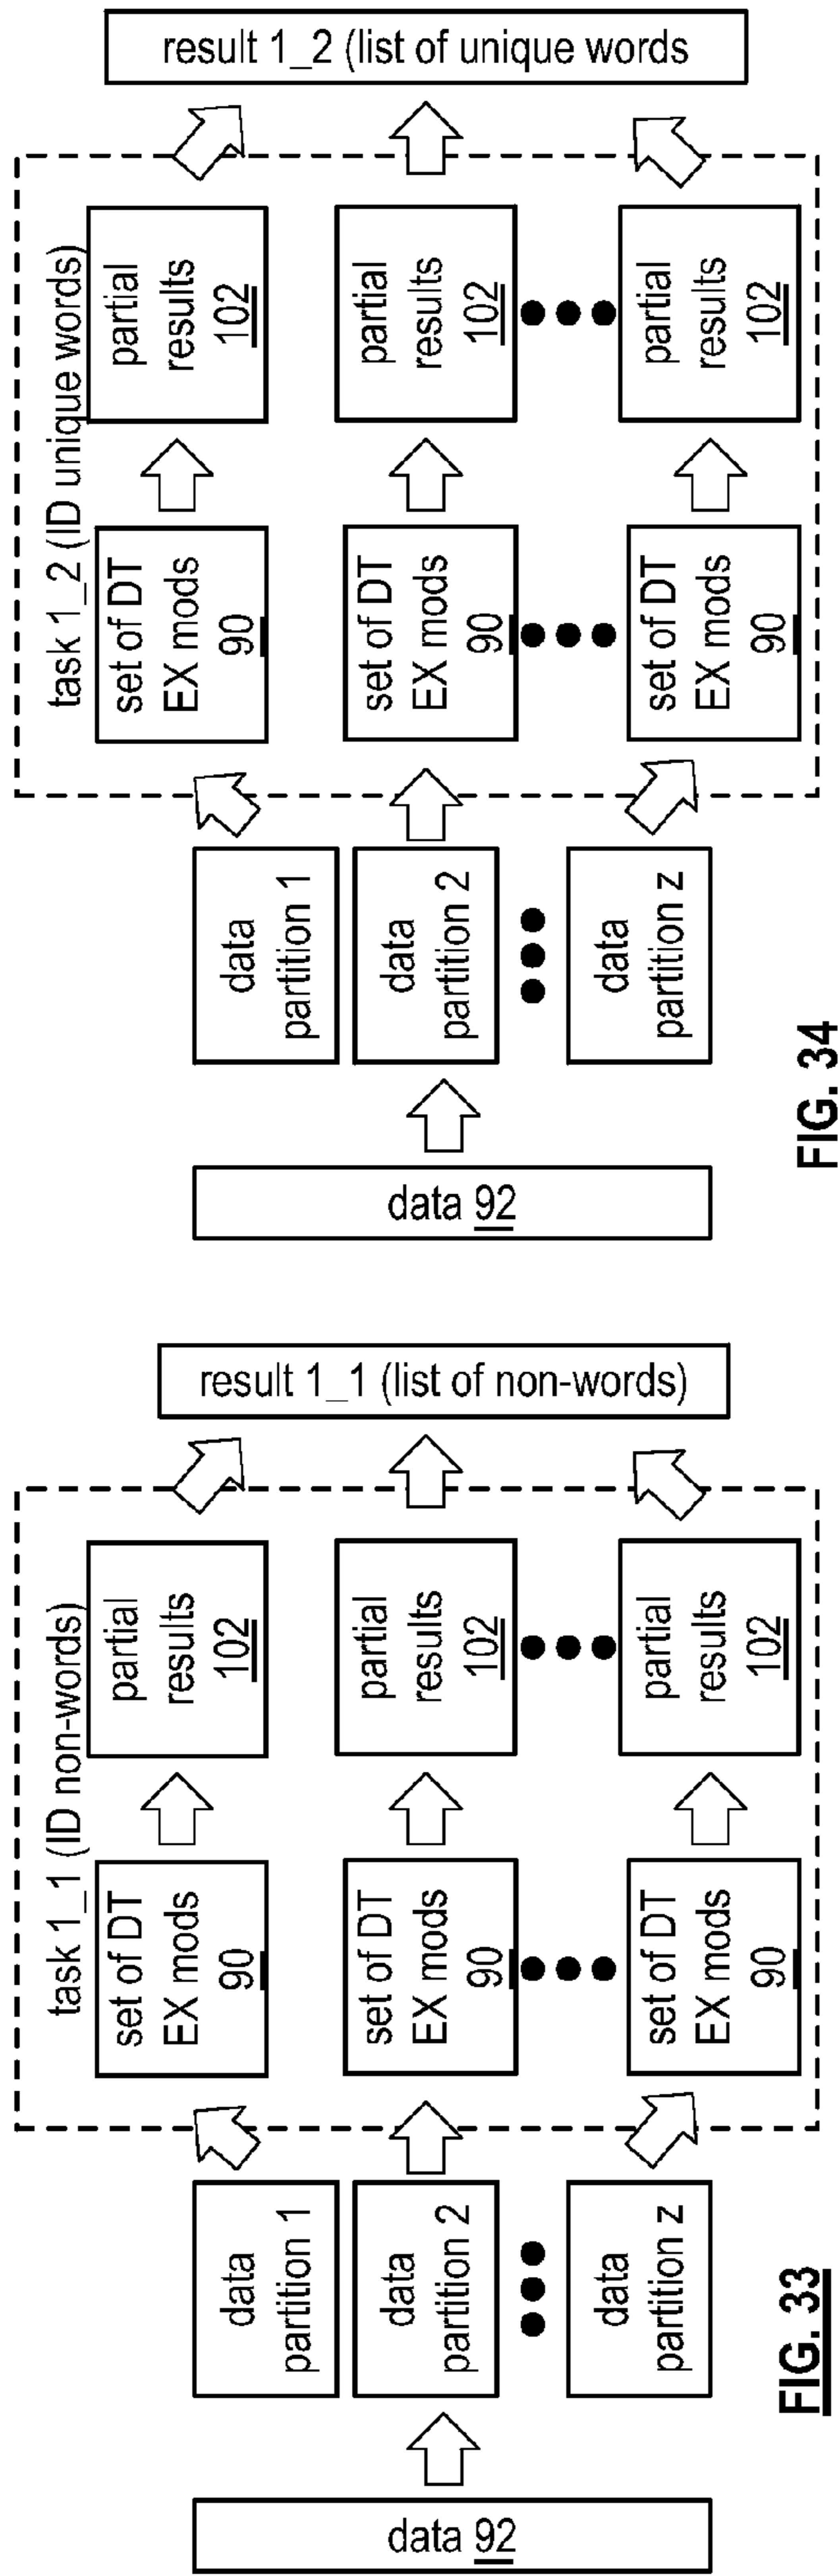 data 92
data
partition 1
data
partition 2
data
partition z
task 1_1 (ID non-words)
set of DT
EX mods
90
set of DT
EX mods
90
set of DT
EX mods
90
partial
results
102
partial
results
102
partial
results
102
result 1_1 (list of non-words)
FIG. 33
data 92
data
partition 1
data
partition 2
data
partition z
task 1_2 (ID unique words)
set of DT
EX mods
90
set of DT
EX mods
90
set of DT
EX mods
90
partial
results
102
partial
results
102
partial
results
102
result 1_2 (list of unique words
FIG. 34